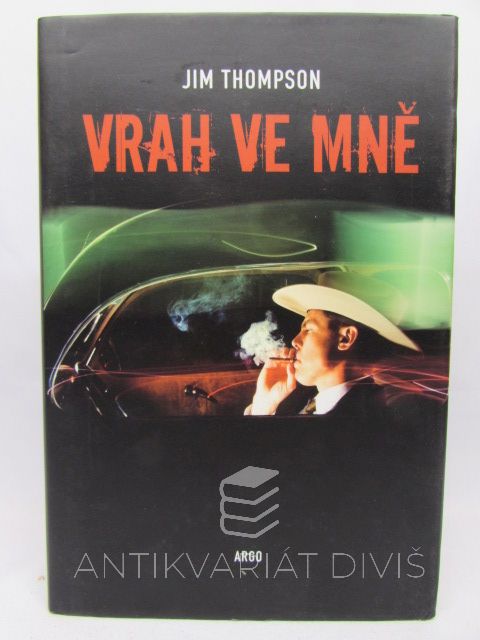 JIM THOMPSON
VRAH VE MNĚ
ARGO
ANTIKVARIÁT DIVIŠ